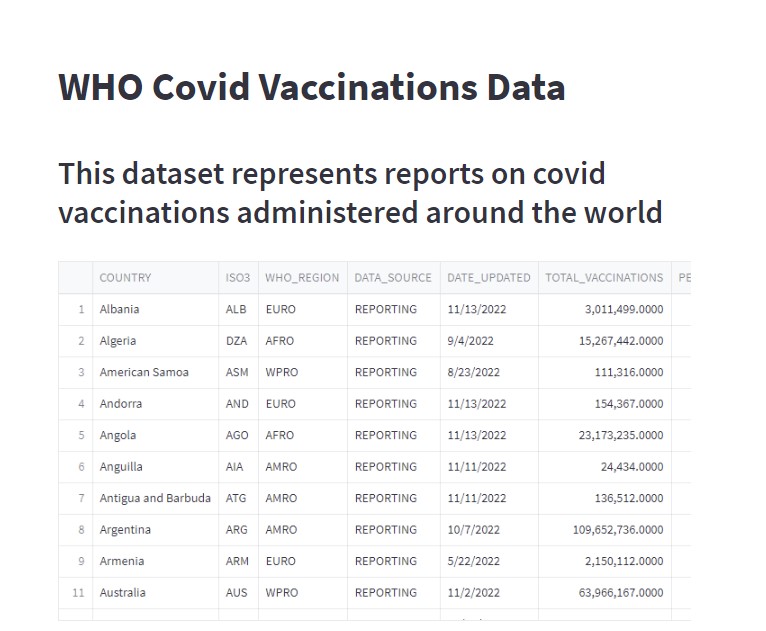 WHO Covid Vaccinations Data
This dataset represents reports on covid
vaccinations administered around the world
COUNTRY ISO3 WHO_REGION DATA_SOURCE DATE_UPDATED TOTAL_VACCINATIONS PE
1 Albania ALB EURO REPORTING 11/13/2022 3,011,499.0000
2 Algeria DZA AFRO REPORTING 9/4/2022 15,267,442.0000
3 American Samoa ASM WPRO REPORTING 8/23/2022 111,316.0000
4 Andorra AND EURO REPORTING 11/13/2022 154,367.0000
5 Angola AGO AFRO REPORTING 11/13/2022 23,173,235.0000
6 Anguilla AIA AMRO REPORTING 11/11/2022 24,434.0000
7 Antigua and Barbuda ATG AMRO REPORTING 11/11/2022 136,512.0000
8 Argentina ARG AMRO REPORTING 10/7/2022 109,652,736.0000
9 Armenia ARM EURO REPORTING 5/22/2022 2,150,112.0000
11 Australia AUS WPRO REPORTING 11/2/2022 63,966,167.0000